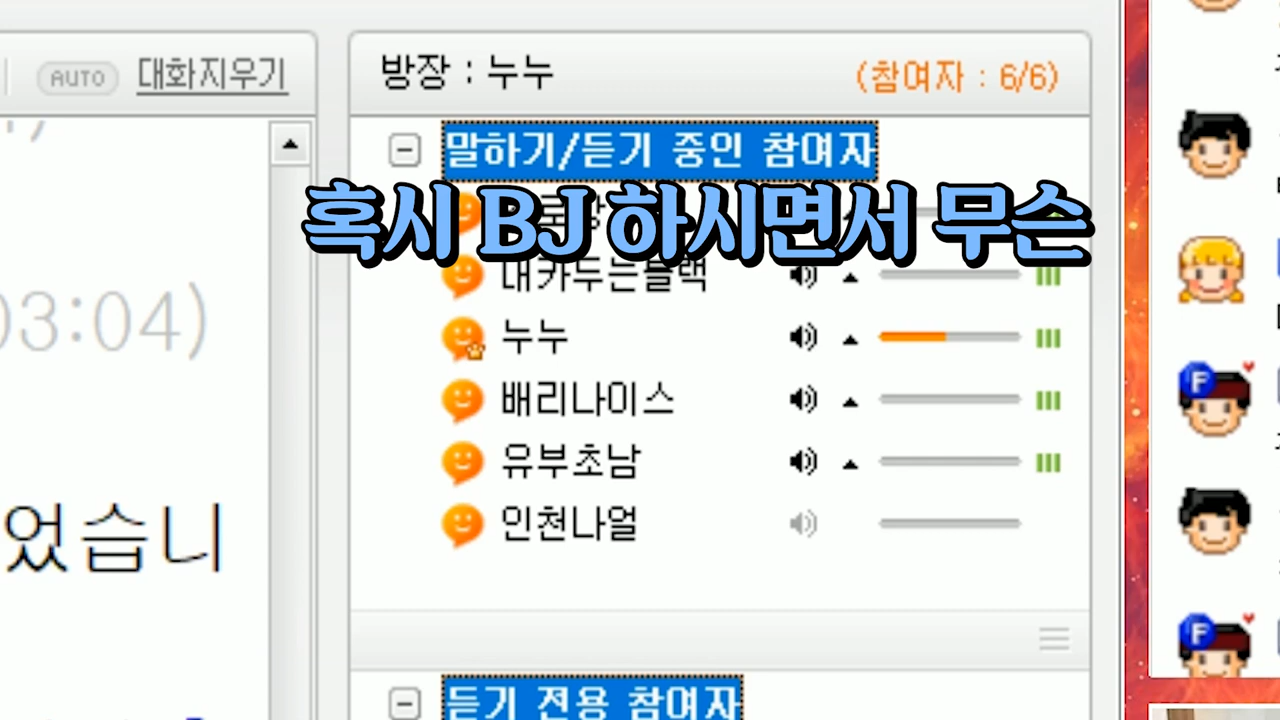 AUTO 대화지우기
방장 : 누누 (참여자 : 6/6)
말하기/듣기 중인 참여자
혹시 BJ 하시면서 무슨
대카두는블랙
03:04)
누누
배리나이스
유부초남
었습니
인천나얼
듣기 전용 참여자
F
F